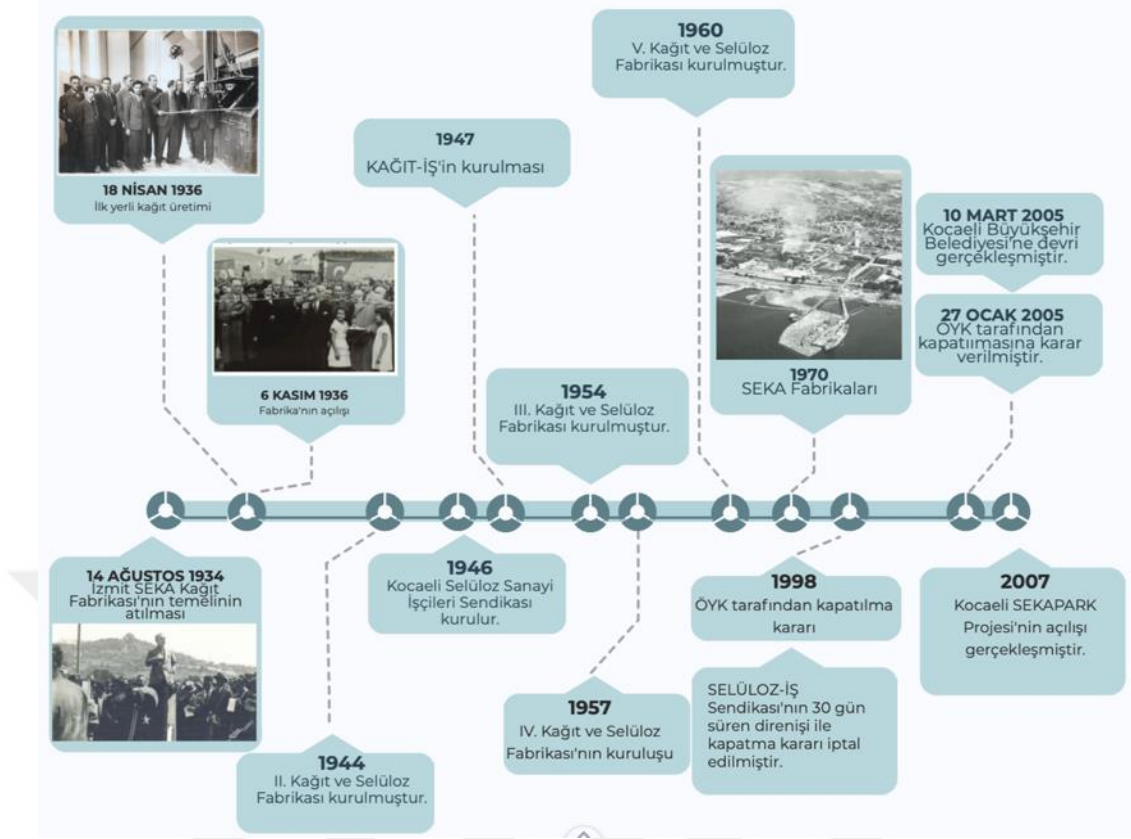 18 NİSAN 1936
İlk yerli kağıt üretimi
6 KASIM 1936
Fabrika'nın açılışı
1947
KAĞIT-İŞ'in kurulması
1960
V. Kağıt ve Selüloz
Fabrikası kurulmuştur.
1954
III. Kağıt ve Selüloz
Fabrikası kurulmuştur.
1970
SEKA Fabrikaları
10 MART 2005
Kocaeli Büyükşehir
Belediyesi'ne devri
gerçekleşmiştir.
27 OCAK 2005
ÖYK tarafından
kapatıımasına karar
verilmiştir.
14 AĞUSTOS 1934
İzmit SEKA Kağıt
Fabrikası'nın temelinin
atılması
1944
II. Kağıt ve Selüloz
Fabrikası kurulmuştur.
1946
Kocaeli Selüloz Sanayi
İşçileri Sendikası
kurulur.
1957
IV. Kağıt ve Selüloz
Fabrikası'nın kuruluşu
1998
ÖYK tarafından kapatılma
kararı
SELÜLOZ-İŞ
Sendikası'nın 30 gün
süren direnişi ile
kapatma kararı iptal
edilmiştir.
2007
Kocaeli SEKAPARK
Projesi'nin açılışı
gerçekleşmiştir.